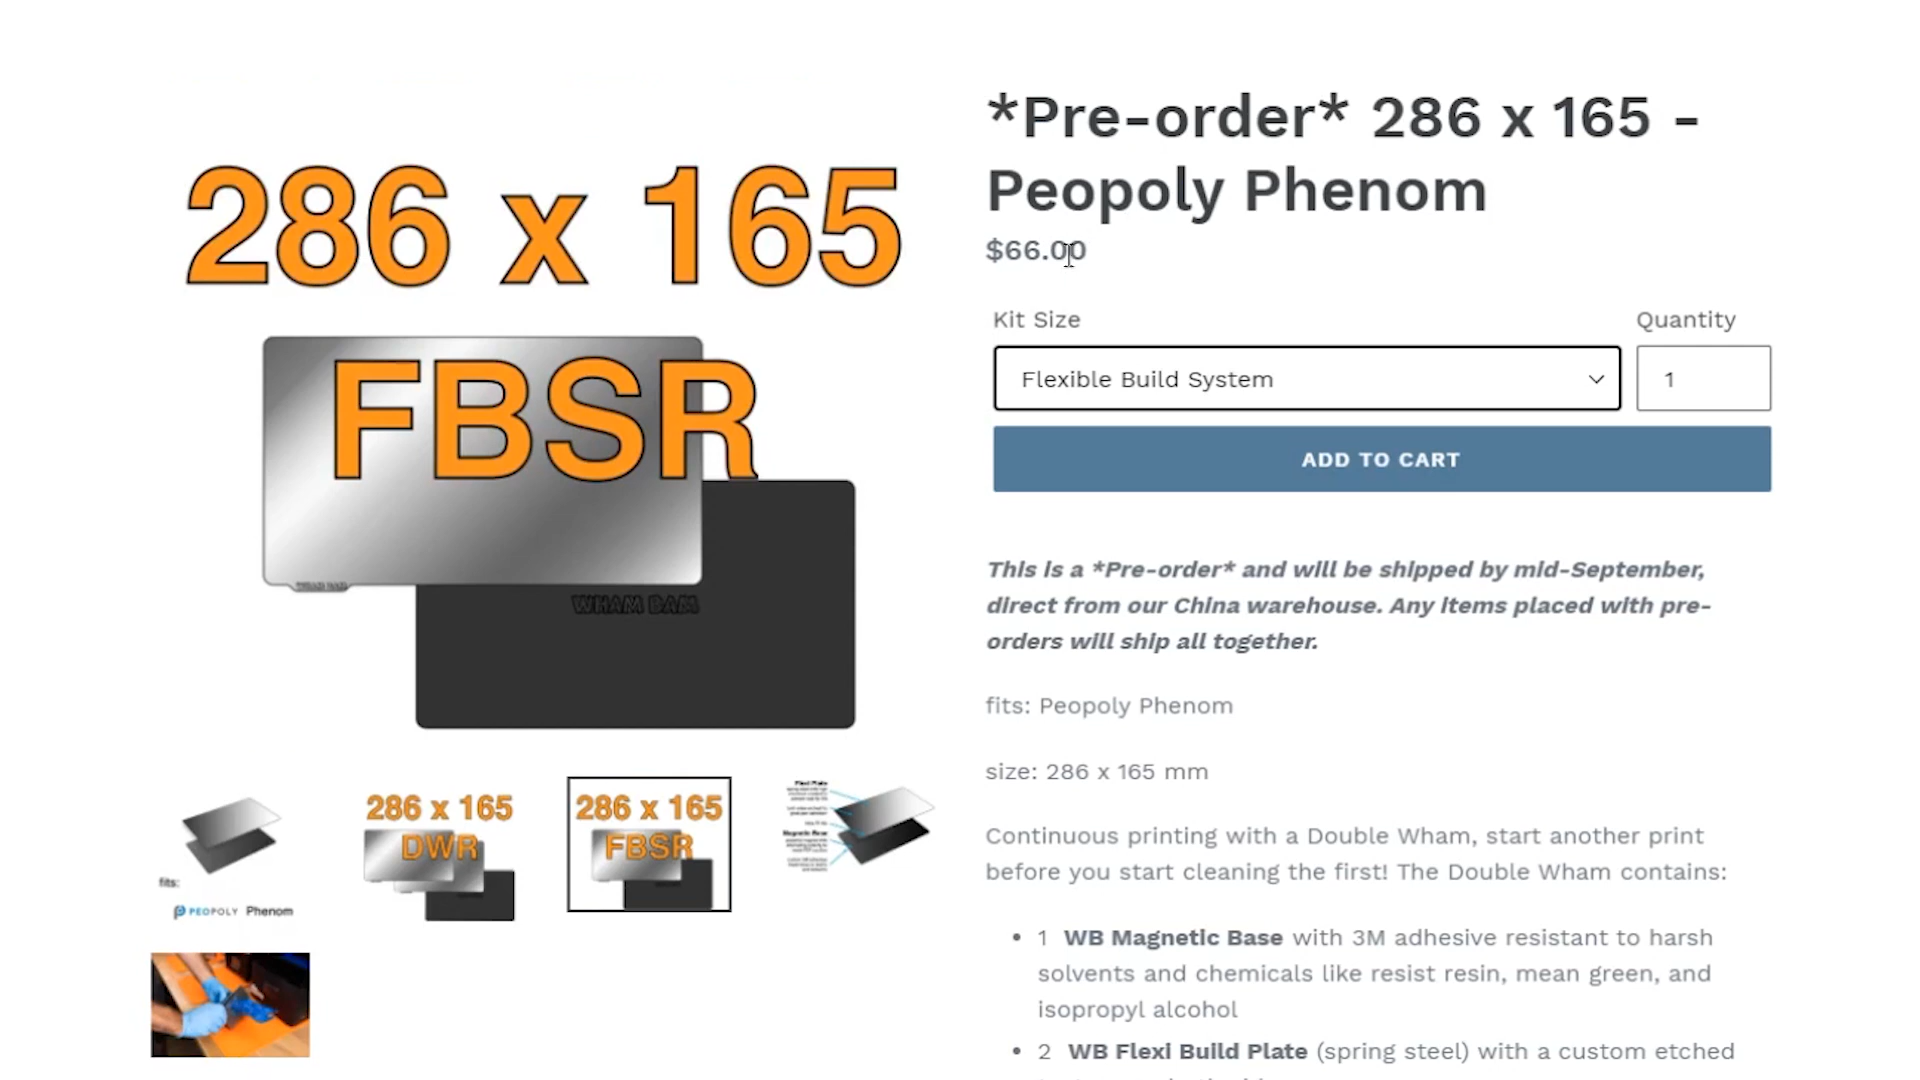 *Pre-order* 286 x 165 -
Peopoly Phenom
$66.00
Kit Size
Quantity
Flexible Build System
1
ADD TO CART
This is a *Pre-order* and will be shipped by mid-September,
direct from our China warehouse. Any items placed with pre-
orders will ship all together.
fits: Peopoly Phenom
size: 286 x 165 mm
Continuous printing with a Double Wham, start another print
before you start cleaning the first! The Double Wham contains:
• 1 WB Magnetic Base with 3M adhesive resistant to harsh
solvents and chemicals like resist resin, mean green, and
isopropyl alcohol
• 2 WB Flexi Build Plate (spring steel) with a custom etched
286 x 165
FBSR
WHAM BAM
fits:
PEOPOLY Phenom
286 x 165
DWR
286 x 165
FBSR
Flexi Plate
Magnetic Base